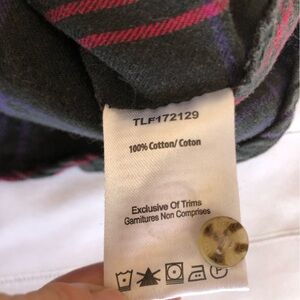 TLF172129
100% Cotton/ Coton
Exclusive Of Trims
Garnitures Non Comprises
P